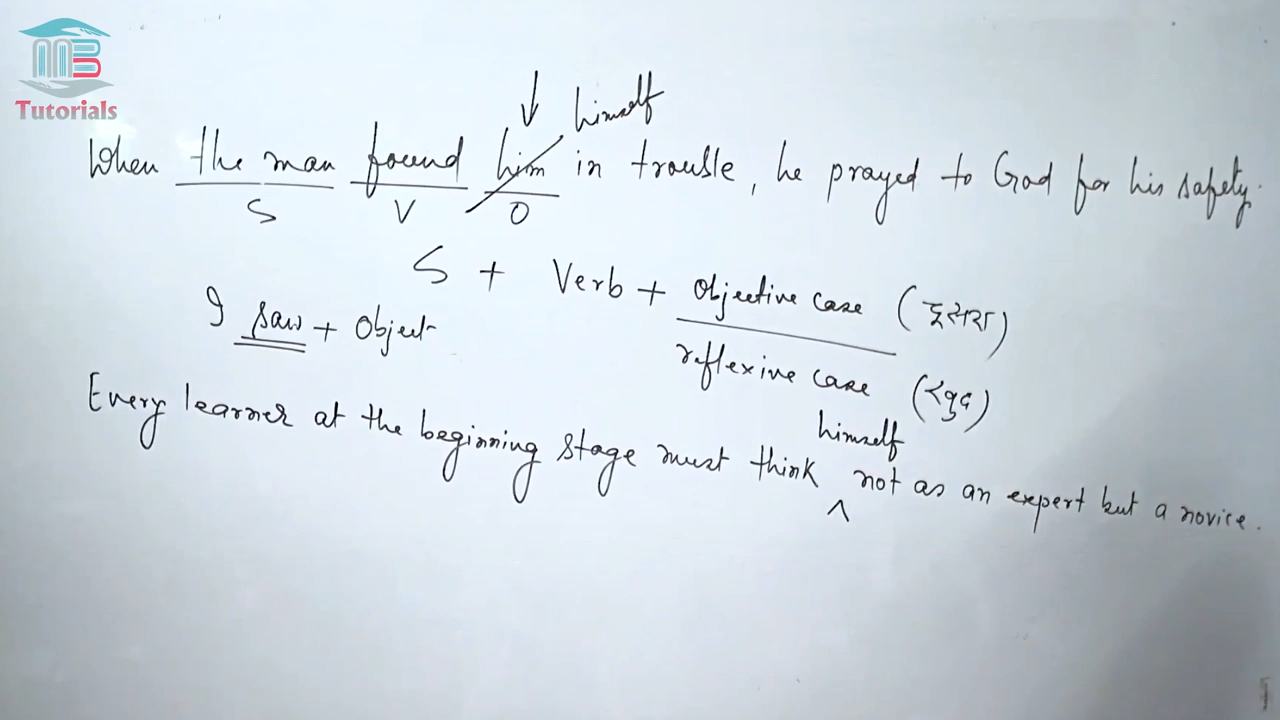 MB
Tutorials
himself
When the man found him in trouble, he prayed to God for his safety.
S V O
S + Verb + Objective case (दूसरा)
I saw + Object
reflexive case (खुद)
himself
Every learner at the beginning stage must think ^ not as an expert but a novice.